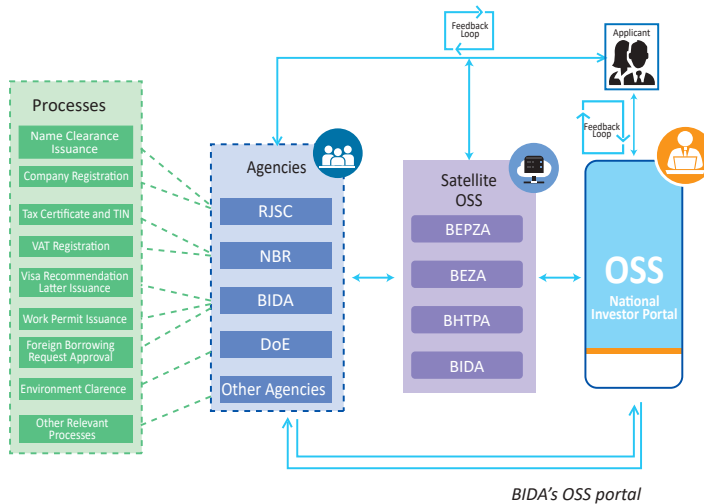 Feedback
Loop
Applicant
Feedback
Loop
Processes
Name Clearance
Issuance
Company Registration
Tax Certificate and TIN
VAT Registration
Visa Recommendation
Latter Issuance
Work Permit Issuance
Foreign Borrowing
Request Approval
Environment Clarence
Other Relevant
Processes
Agencies
RJSC
NBR
BIDA
DoE
Other Agencies
Satellite
OSS
BEPZA
BEZA
BHTPA
BIDA
OSS
National
Investor Portal
BIDA's OSS portal